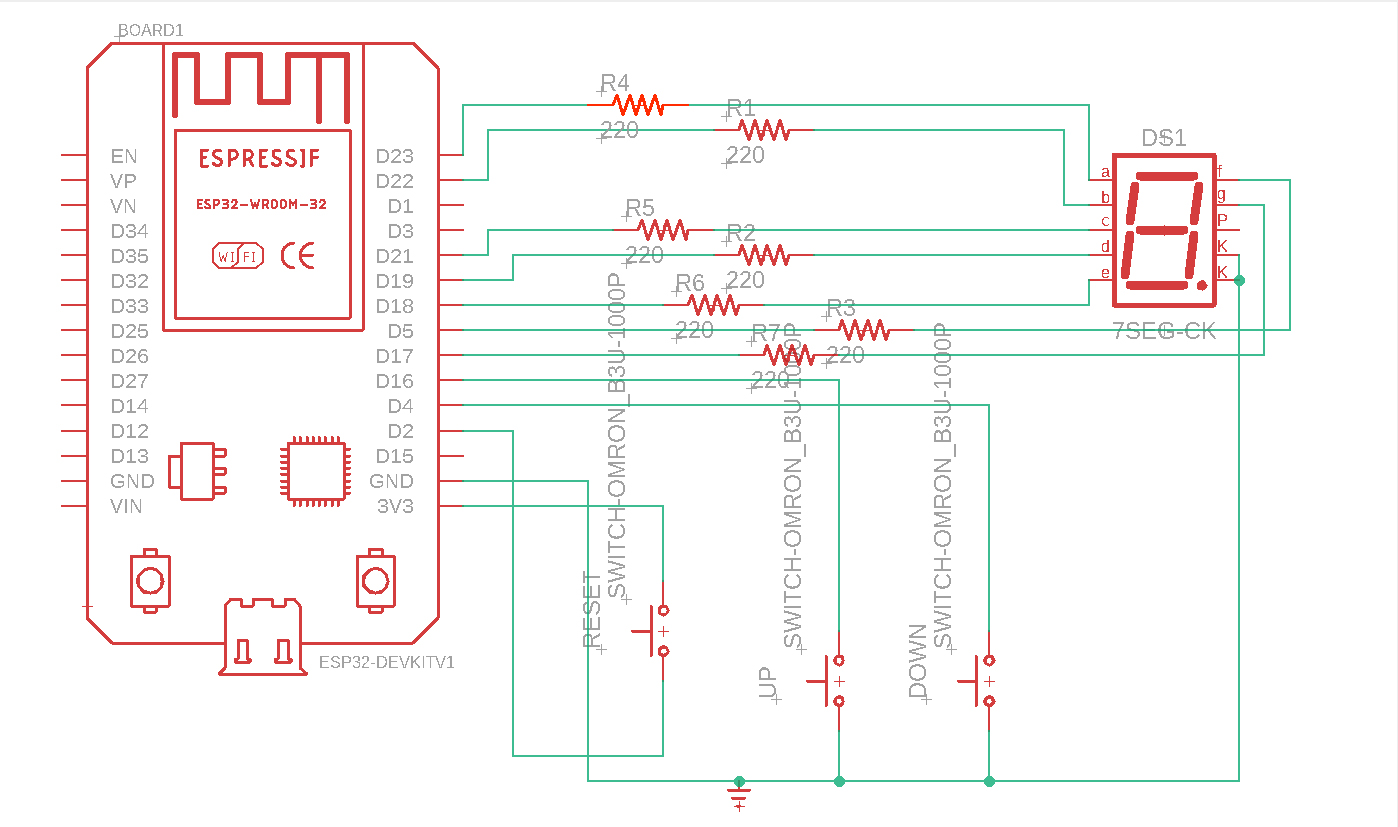 BOARD1
ESPRESSIF
ESP32-WROOM-32
WIFI CE
EN
VP
VN
D34
D35
D32
D33
D25
D26
D27
D14
D12
D13
GND
VIN
D23
D22
D1
D3
D21
D19
D18
D5
D17
D16
D4
D2
D15
GND
3V3
ESP32-DEVKITV1
R4
220
R1
220
R5
220
R2
220
R6
220
R3
220
R7
220
DS1
a
b
c
d
e
f
g
P
K
K
7SEG-CK
RESET
SWITCH-OMRON_B3U-1000P
UP
SWITCH-OMRON_B3U-1000P
DOWN
SWITCH-OMRON_B3U-1000P